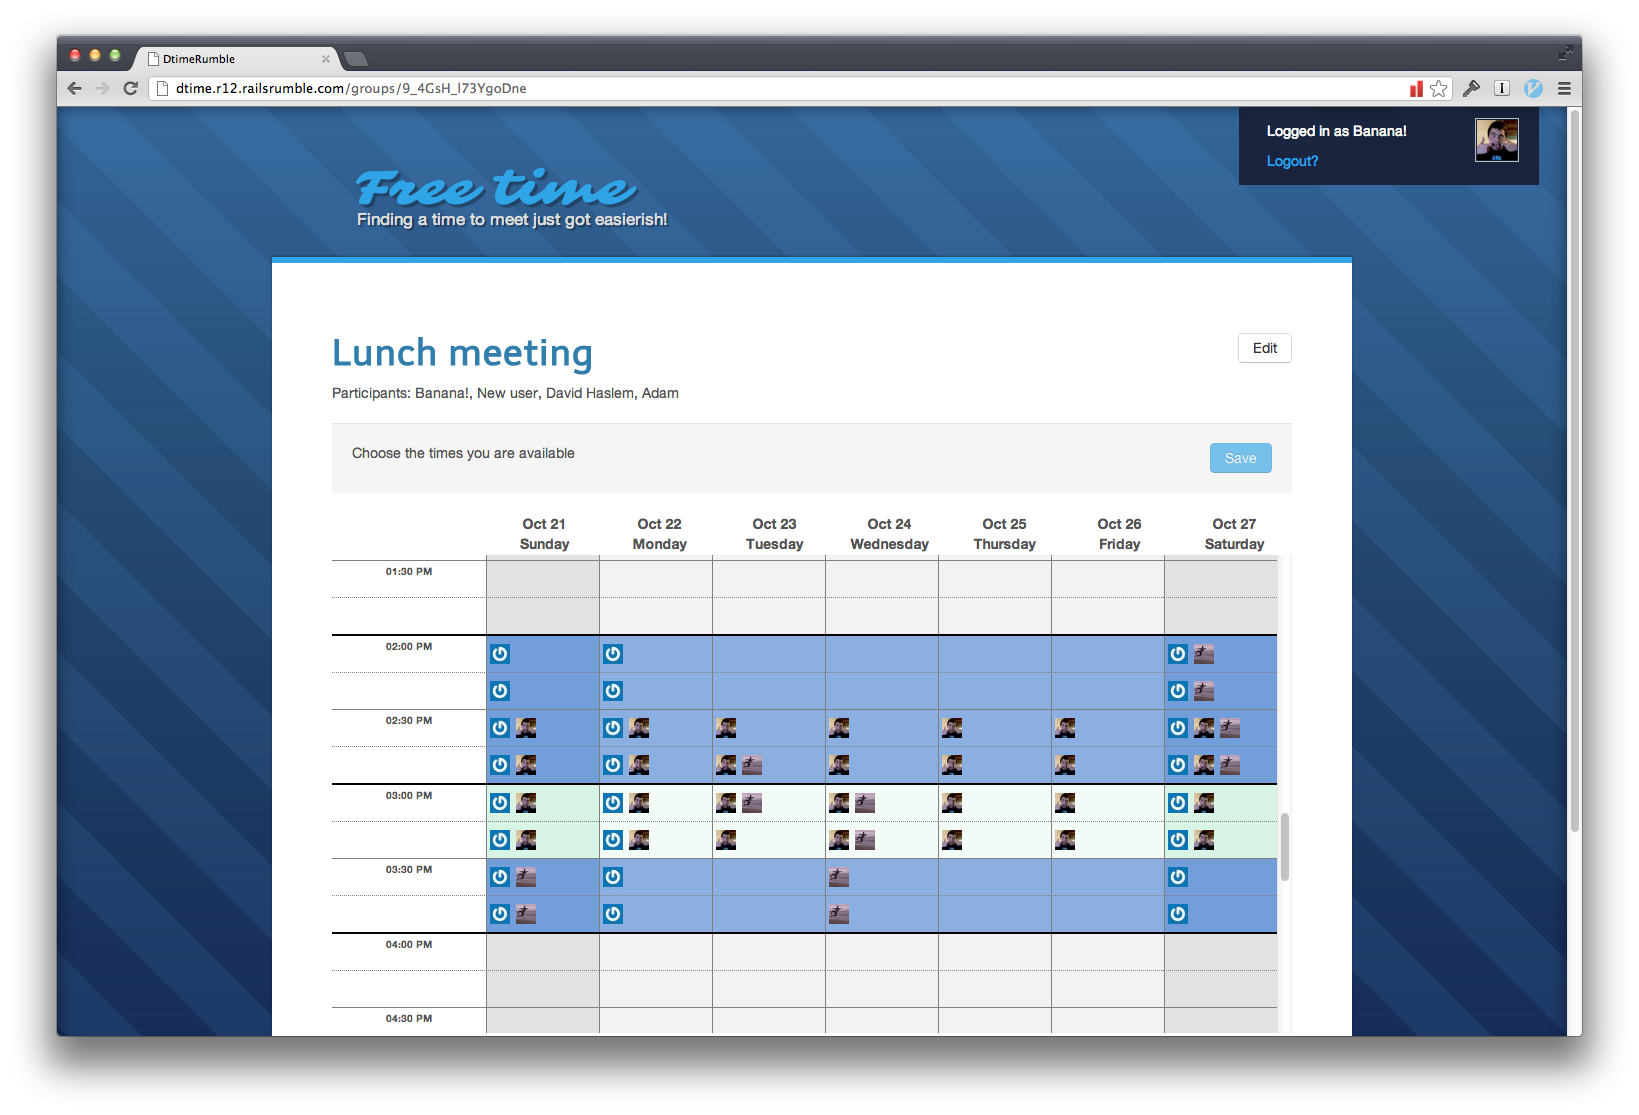 DtimeRumble
dtime.r12.railsrumble.com/groups/9_4GsH_l73YgoDne
Logged in as Banana!
Logout?
Free time
Finding a time to meet just got easierish!
Lunch meeting
Edit
Participants: Banana!, New user, David Haslem, Adam
Choose the times you are available
Save
Oct 21 Oct 22 Oct 23 Oct 24 Oct 25 Oct 26 Oct 27
Sunday Monday Tuesday Wednesday Thursday Friday Saturday
01:30 PM
02:00 PM
02:30 PM
03:00 PM
03:30 PM
04:00 PM
04:30 PM